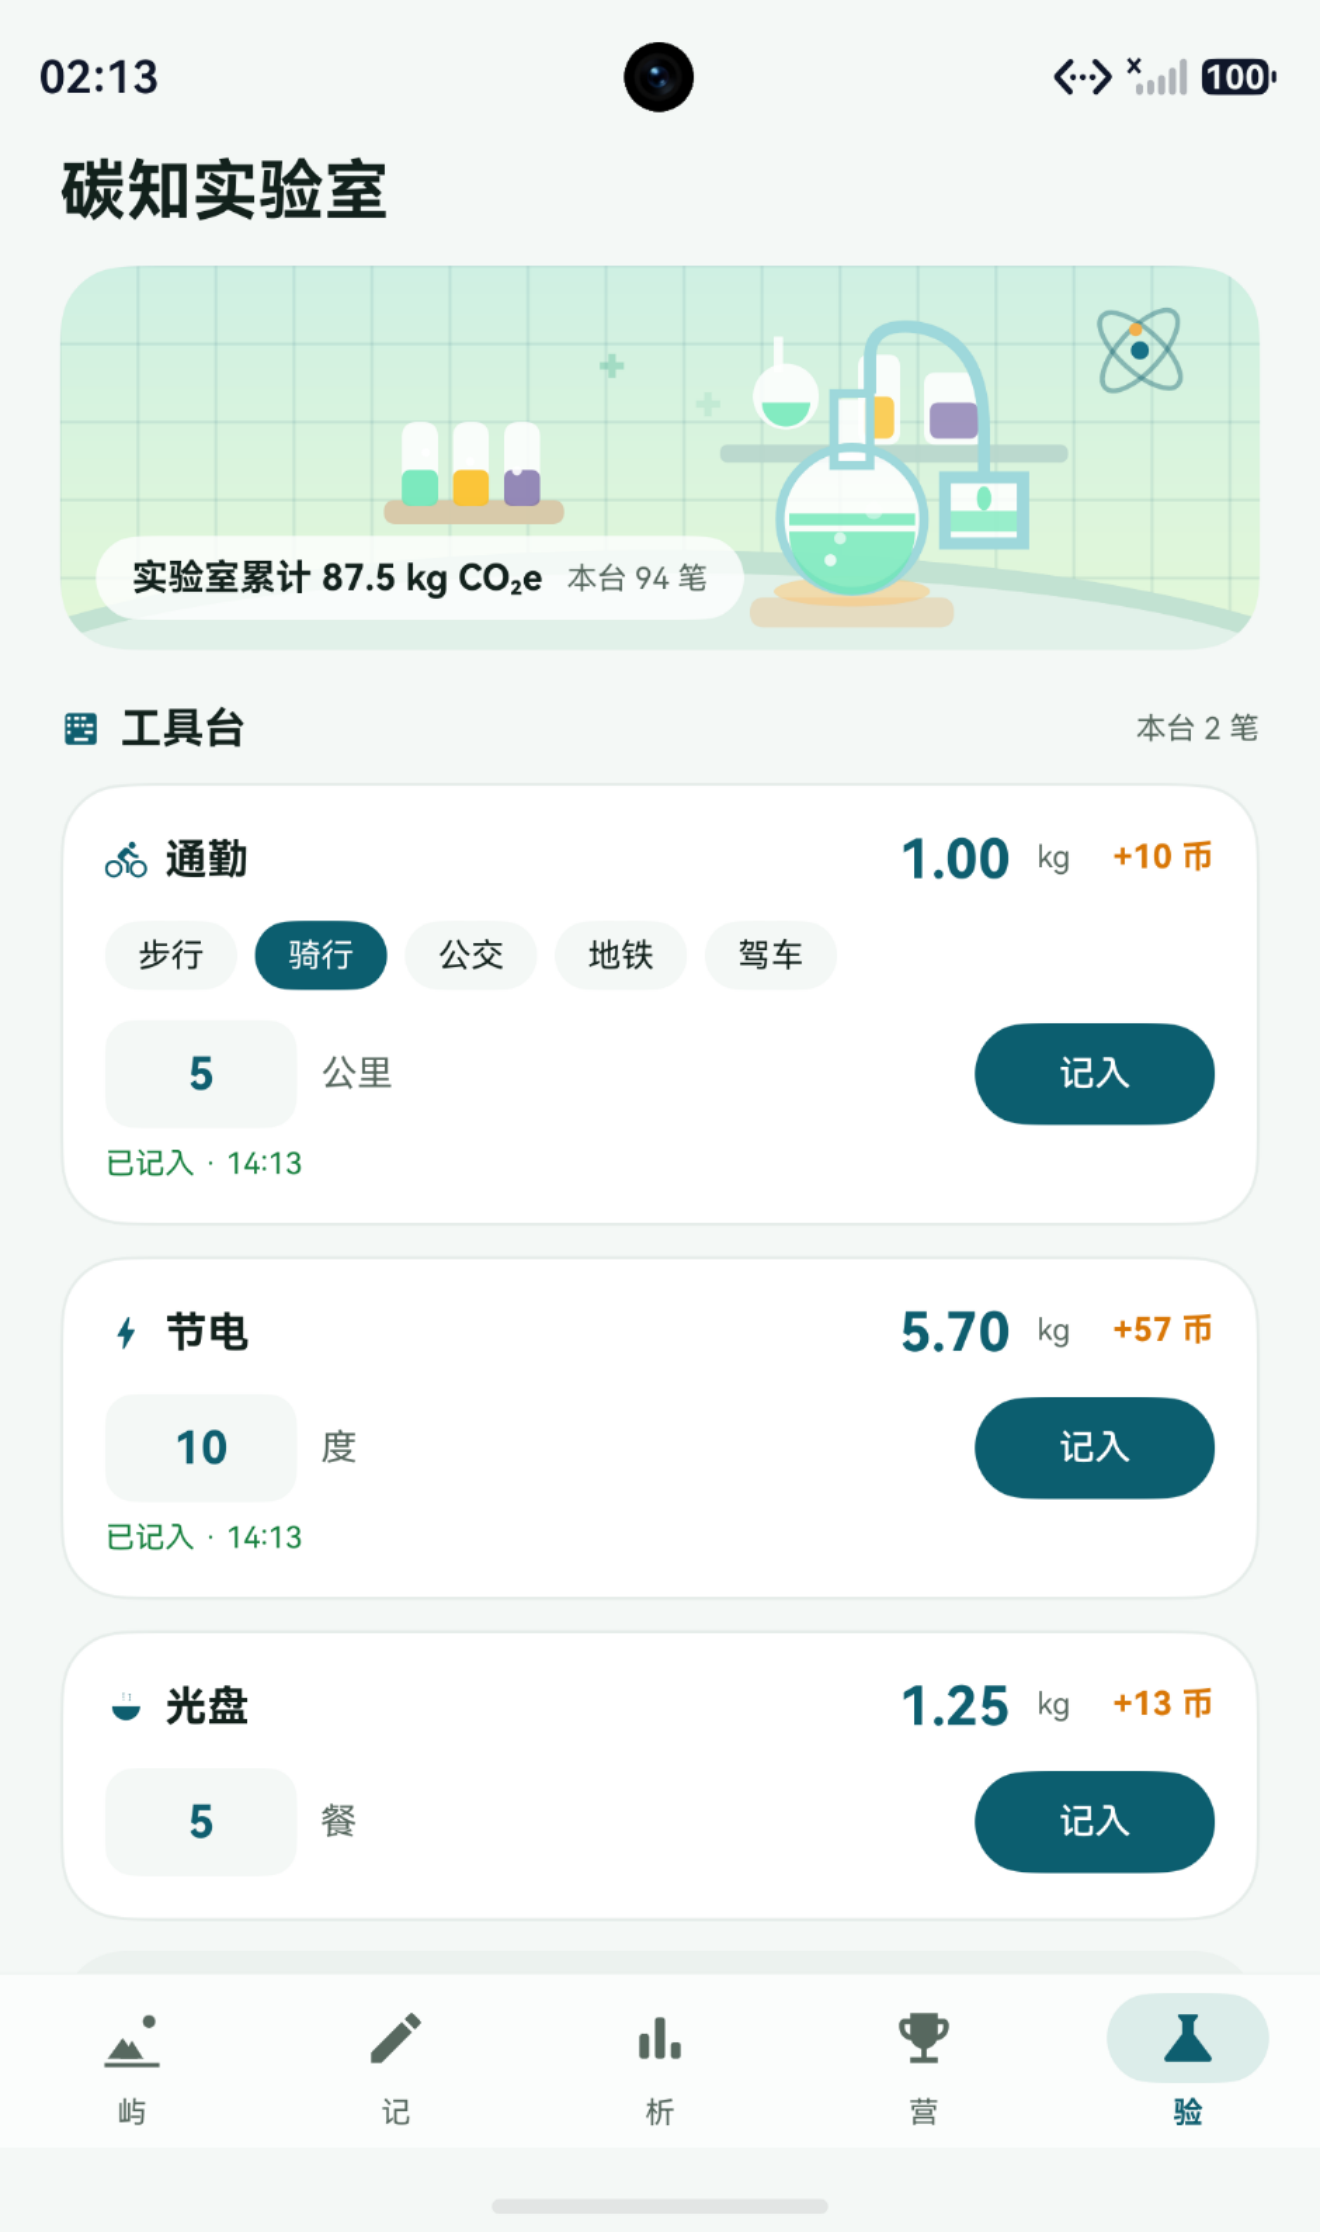 02:13
100
碳知实验室
实验室累计 87.5 kg CO₂e 本台 94 笔
工具台 本台 2 笔
通勤 1.00 kg +10 币
步行 骑行 公交 地铁 驾车
5 公里 记入
已记入 · 14:13
节电 5.70 kg +57 币
10 度 记入
已记入 · 14:13
光盘 1.25 kg +13 币
5 餐 记入
屿 记 析 营 验